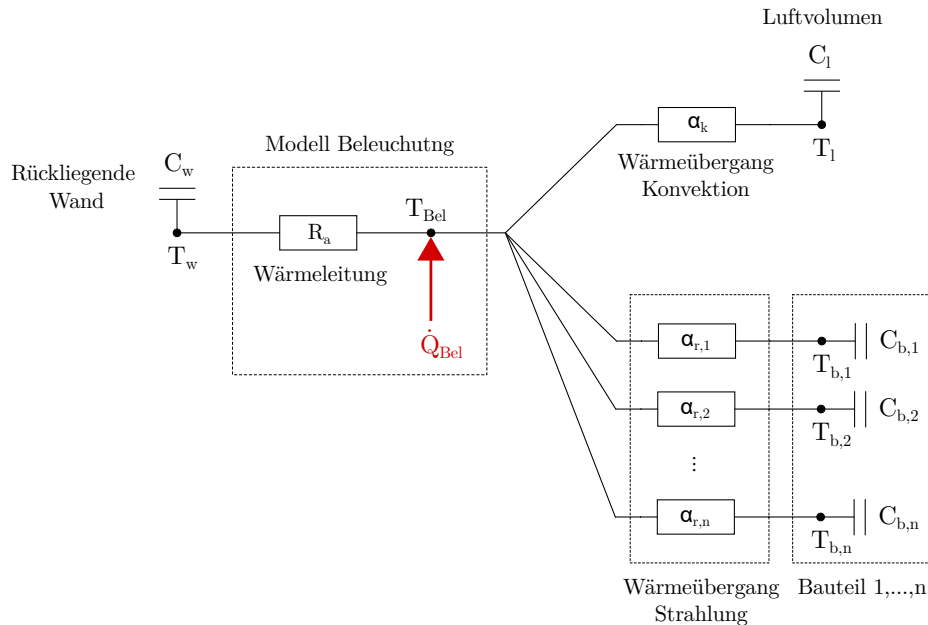 Luftvolumen
C_l
α_k
T_l
Wärmeübergang
Konvektion
Modell Beleuchutng
Rückliegende
Wand
C_w
T_w
R_a
Wärmeleitung
T_Bel
Q̇_Bel
α_r,1
T_b,1
C_b,1
α_r,2
T_b,2
C_b,2
⋮
α_r,n
T_b,n
C_b,n
Wärmeübergang
Strahlung
Bauteil 1,...,n